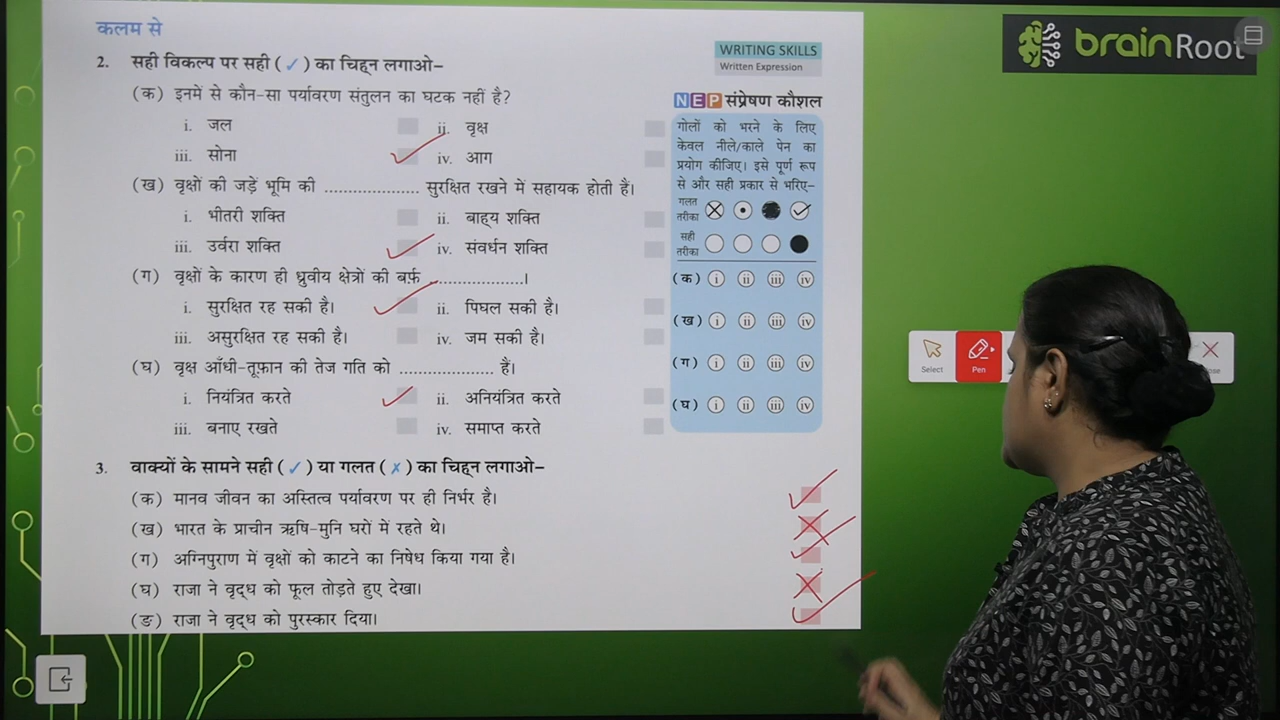 कलम से
2. सही विकल्प पर सही (✓) का चिह्न लगाओ–
(क) इनमें से कौन-सा पर्यावरण संतुलन का घटक नहीं है?
i. जल ii. वृक्ष
iii. सोना iv. आग
(ख) वृक्षों की जड़ें भूमि की ................... सुरक्षित रखने में सहायक होती हैं।
i. भीतरी शक्ति ii. बाह्य शक्ति
iii. उर्वरा शक्ति iv. संवर्धन शक्ति
(ग) वृक्षों के कारण ही ध्रुवीय क्षेत्रों की बर्फ़ ...................।
i. सुरक्षित रह सकी है। ii. पिघल सकी है।
iii. असुरक्षित रह सकी है। iv. जम सकी है।
(घ) वृक्ष आँधी-तूफ़ान की तेज गति को ................... हैं।
i. नियंत्रित करते ii. अनियंत्रित करते
iii. बनाए रखते iv. समाप्त करते
3. वाक्यों के सामने सही (✓) या गलत (✗) का चिह्न लगाओ–
(क) मानव जीवन का अस्तित्व पर्यावरण पर ही निर्भर है।
(ख) भारत के प्राचीन ऋषि-मुनि घरों में रहते थे।
(ग) अग्निपुराण में वृक्षों को काटने का निषेध किया गया है।
(घ) राजा ने वृद्ध को फूल तोड़ते हुए देखा।
(ङ) राजा ने वृद्ध को पुरस्कार दिया।
WRITING SKILLS
Written Expression
NEP संप्रेषण कौशल
गोलों को भरने के लिए
केवल नीले/काले पेन का
प्रयोग कीजिए। इसे पूर्ण रूप
से और सही प्रकार से भरिए–
गलत
तरीका
सही
तरीका
(क) i ii iii iv
(ख) i ii iii iv
(ग) i ii iii iv
(घ) i ii iii iv
brainRoot
Select
Pen